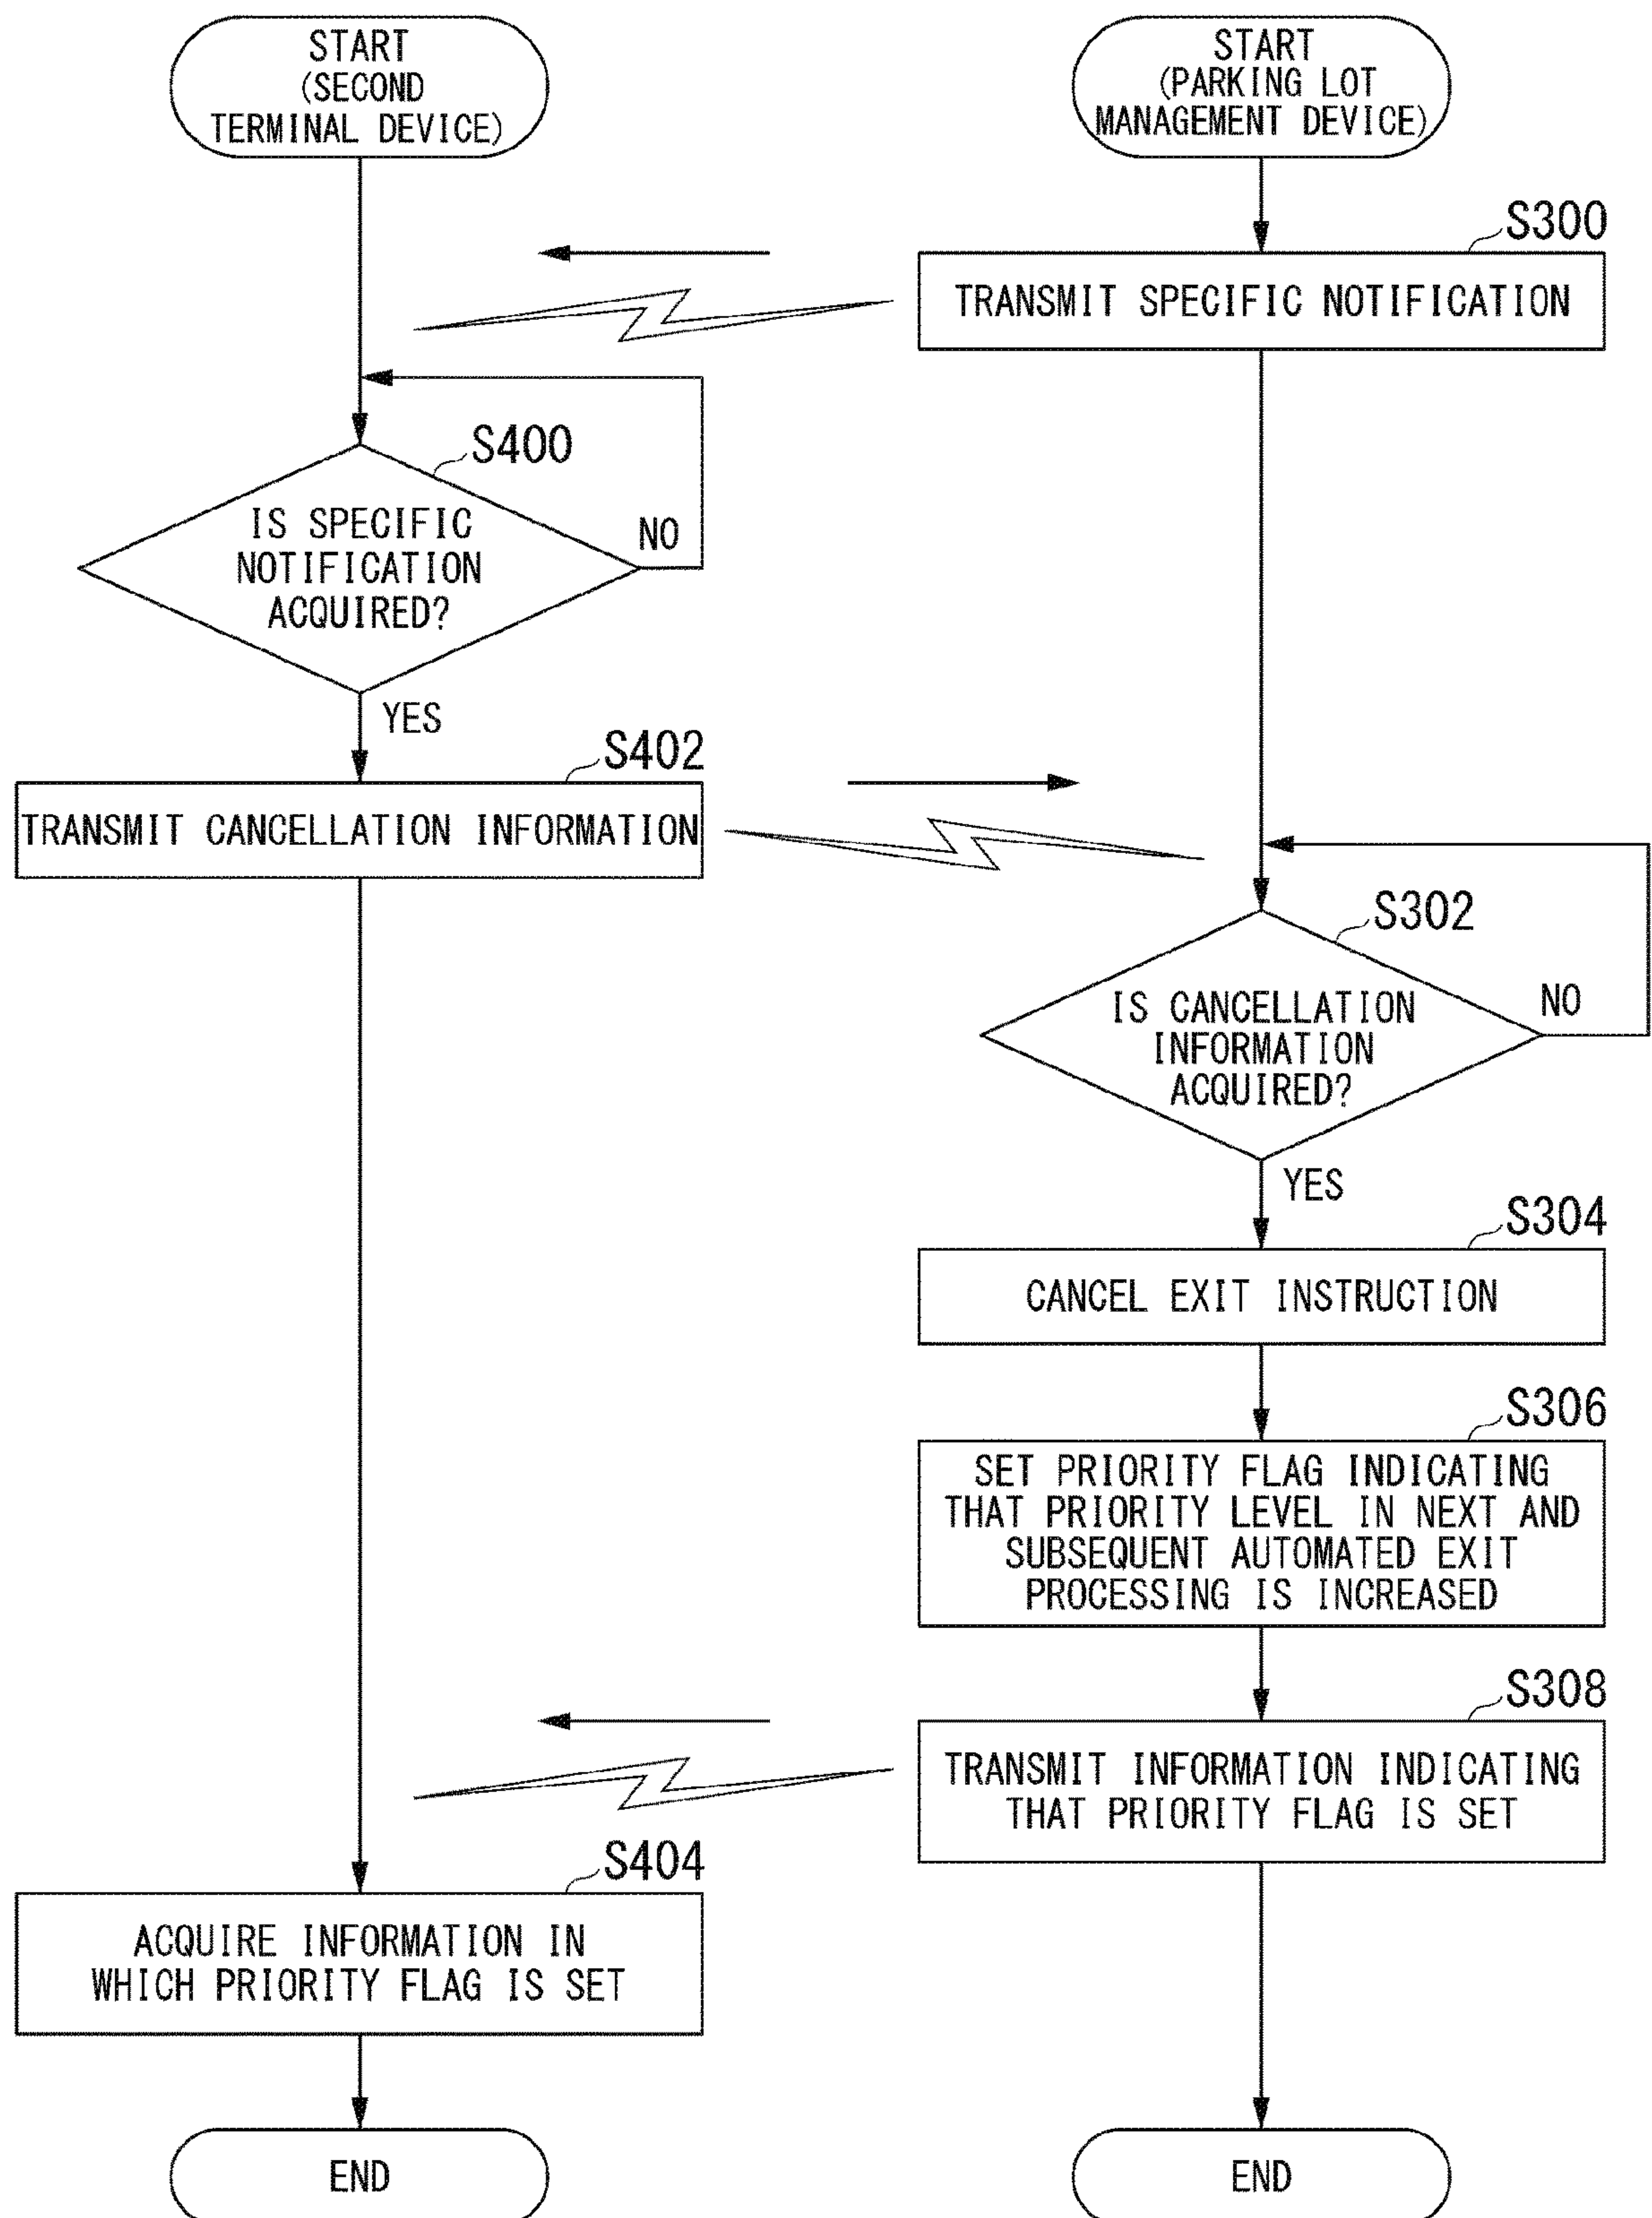 START
(SECOND
TERMINAL DEVICE)
START
(PARKING LOT
MANAGEMENT DEVICE)
S300
TRANSMIT SPECIFIC NOTIFICATION
S400
IS SPECIFIC
NOTIFICATION
ACQUIRED?
NO
YES
S402
TRANSMIT CANCELLATION INFORMATION
S302
IS CANCELLATION
INFORMATION
ACQUIRED?
NO
YES
S304
CANCEL EXIT INSTRUCTION
S306
SET PRIORITY FLAG INDICATING
THAT PRIORITY LEVEL IN NEXT AND
SUBSEQUENT AUTOMATED EXIT
PROCESSING IS INCREASED
S308
TRANSMIT INFORMATION INDICATING
THAT PRIORITY FLAG IS SET
S404
ACQUIRE INFORMATION IN
WHICH PRIORITY FLAG IS SET
END
END